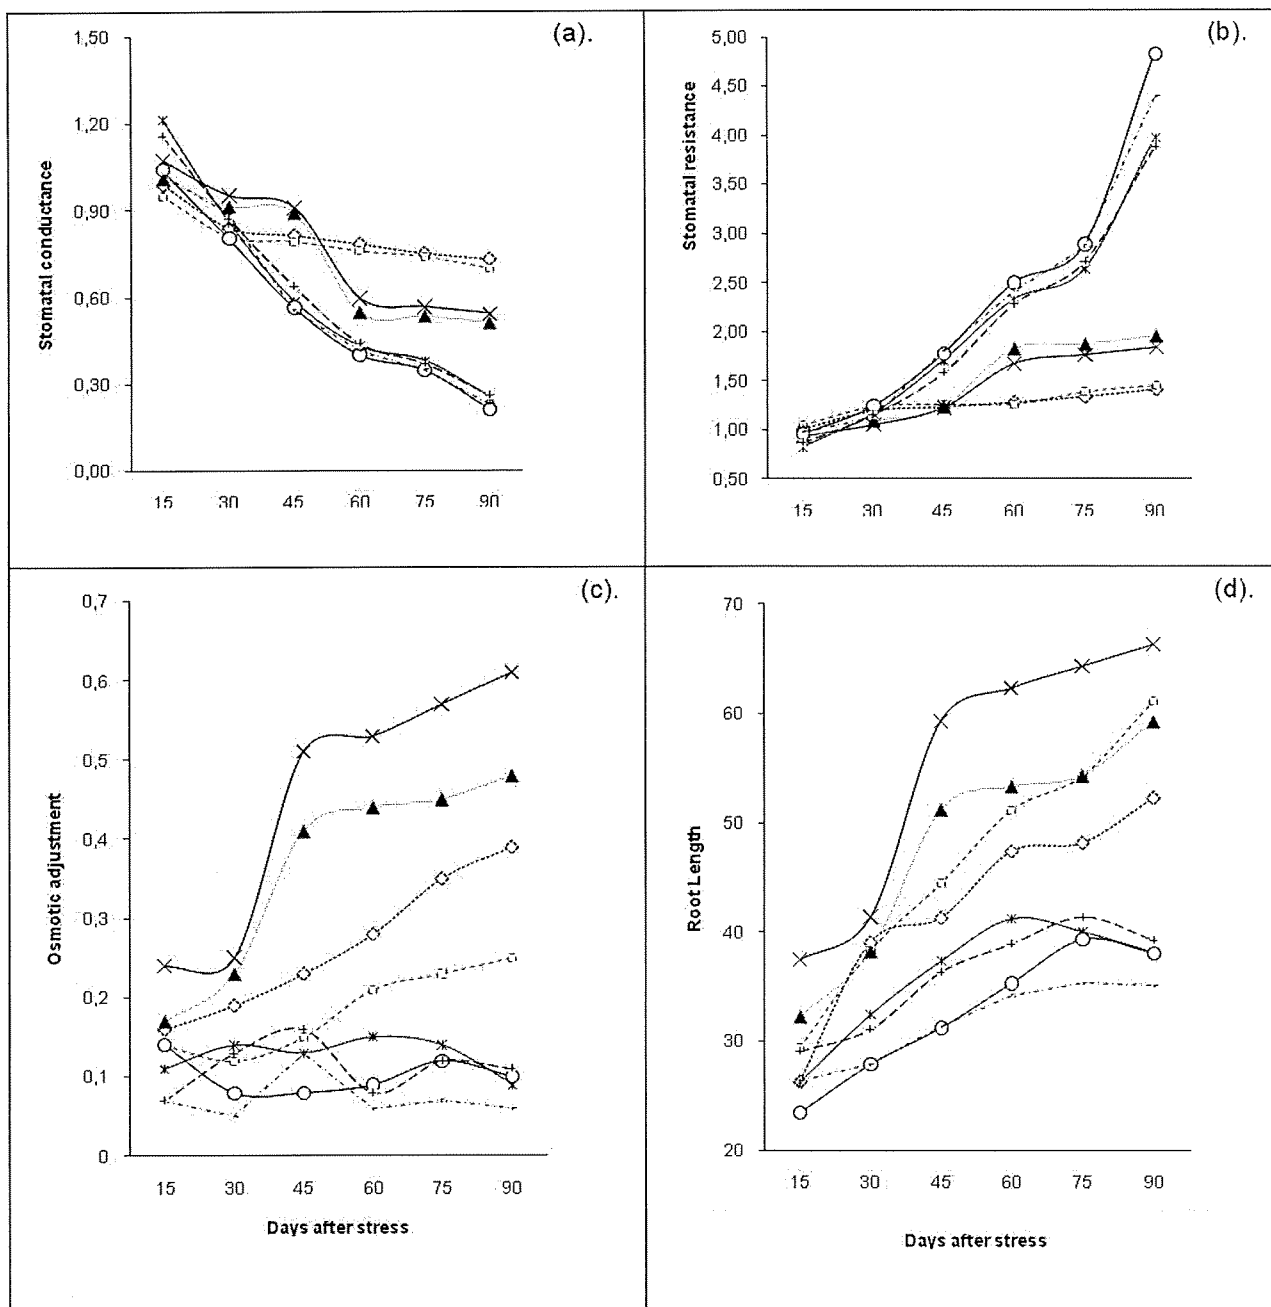 (a).
Stomatal conductance
1,50
1,20
0,90
0,60
0,30
0,00
15 30 45 60 75 90
(b).
Stomatal resistance
5,00
4,50
4,00
3,50
3,00
2,50
2,00
1,50
1,00
0,50
15 30 45 60 75 90
(c).
Osmotic adjustment
0,7
0,6
0,5
0,4
0,3
0,2
0,1
0
15 30 45 60 75 90
Days after stress
(d).
Root Length
70
60
50
40
30
20
15 30 45 60 75 90
Days after stress